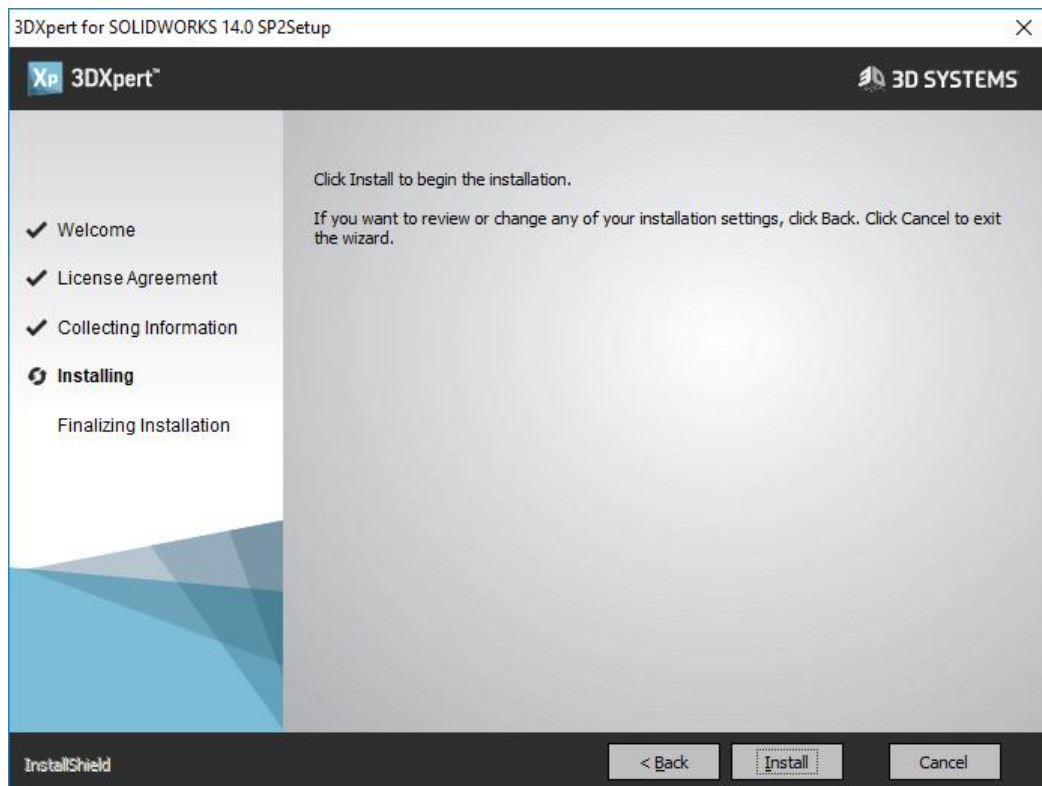 3DXpert for SOLIDWORKS 14.0 SP2Setup
Xp 3DXpert™
3D SYSTEMS
Click Install to begin the installation.
If you want to review or change any of your installation settings, click Back. Click Cancel to exit
the wizard.
Welcome
License Agreement
Collecting Information
Installing
Finalizing Installation
InstallShield
< Back
Install
Cancel